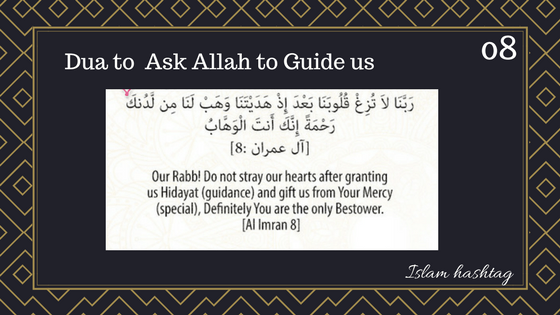 08
Dua to Ask Allah to Guide us
رَبَّنَا لاَ تُزِغْ قُلُوبَنَا بَعْدَ إِذْ هَدَيْتَنَا وَهَبْ لَنَا مِن لَّدُنكَ
رَحْمَةً إِنَّكَ أَنتَ الْوَهَّابُ
[آل عمران :8]
Our Rabb! Do not stray our hearts after granting
us Hidayat (guidance) and gift us from Your Mercy
(special), Definitely You are the only Bestower.
[Al Imran 8]
Islam hashtag